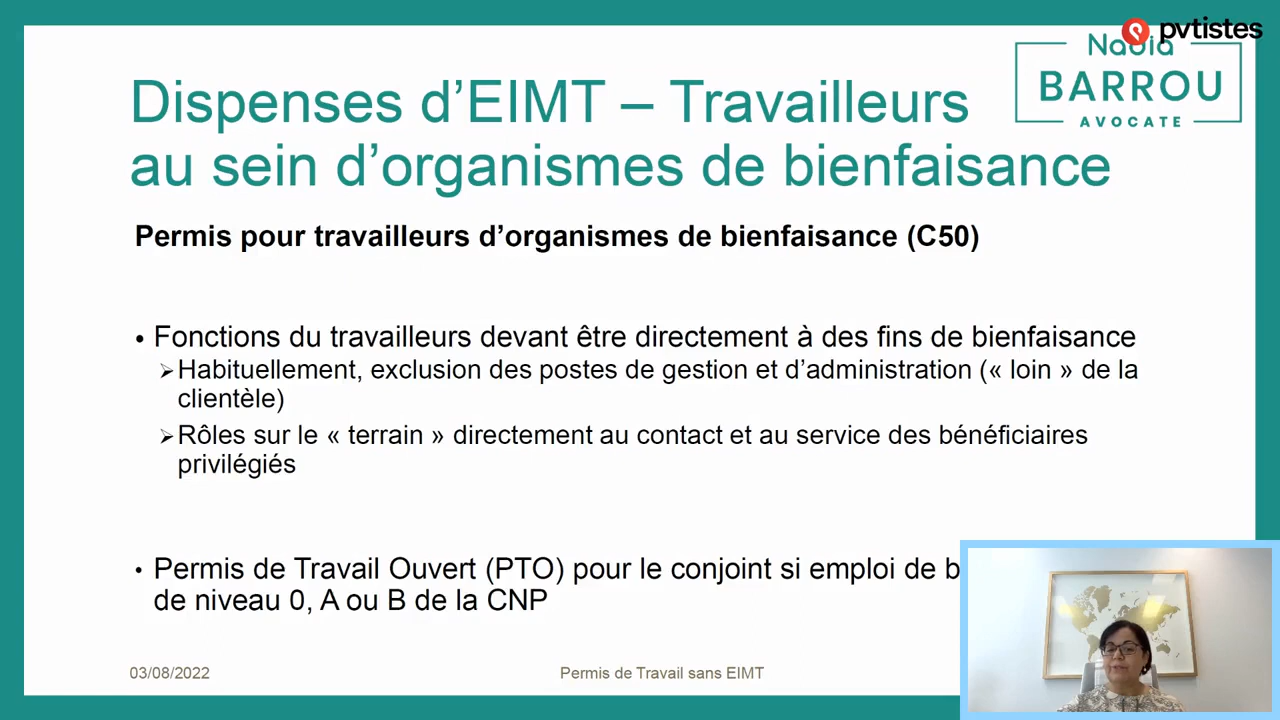 pvtistes
Nadia
BARROU
AVOCATE
Dispenses d’EIMT – Travailleurs
au sein d’organismes de bienfaisance
Permis pour travailleurs d’organismes de bienfaisance (C50)
• Fonctions du travailleurs devant être directement à des fins de bienfaisance
➢Habituellement, exclusion des postes de gestion et d’administration (« loin » de la
clientèle)
➢Rôles sur le « terrain » directement au contact et au service des bénéficiaires
privilégiés
• Permis de Travail Ouvert (PTO) pour le conjoint si emploi de
de niveau 0, A ou B de la CNP
03/08/2022
Permis de Travail sans EIMT